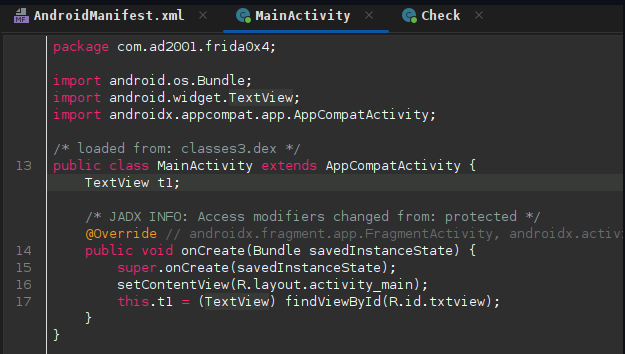 AndroidManifest.xml × MainActivity × Check ×
package com.ad2001.frida0x4;
import android.os.Bundle;
import android.widget.TextView;
import androidx.appcompat.app.AppCompatActivity;
/* loaded from: classes3.dex */
13 public class MainActivity extends AppCompatActivity {
TextView t1;
/* JADX INFO: Access modifiers changed from: protected */
@Override // androidx.fragment.app.FragmentActivity, androidx.activ
14 public void onCreate(Bundle savedInstanceState) {
15 super.onCreate(savedInstanceState);
16 setContentView(R.layout.activity_main);
17 this.t1 = (TextView) findViewById(R.id.txtview);
}
}